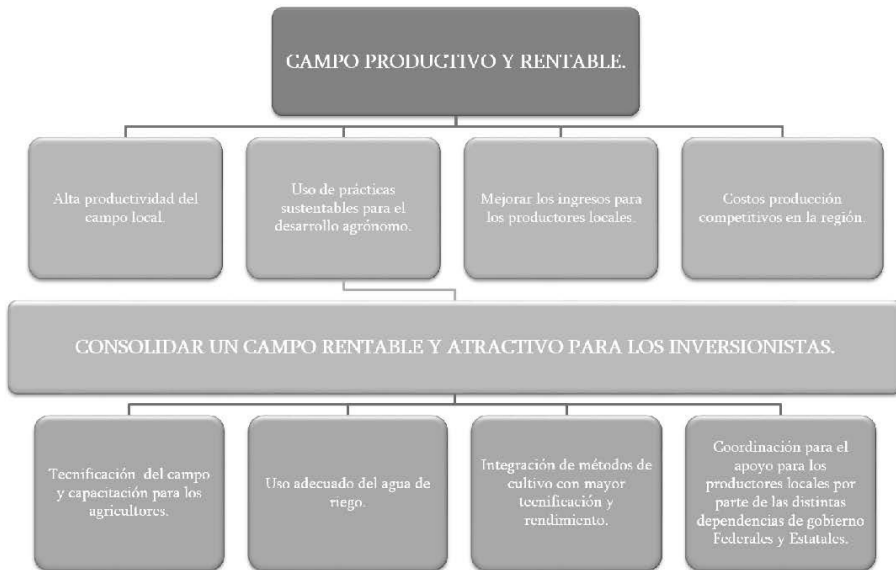 CAMPO PRODUCTIVO Y RENTABLE.
Alta productividad del
campo local.
Uso de prácticas
sustentables para el
desarrollo agrónomo.
Mejorar los ingresos para
los productores locales.
Costos producción
competitivos en la región.
CONSOLIDAR UN CAMPO RENTABLE Y ATRACTIVO PARA LOS INVERSIONISTAS.
Tecnificación del campo
y capacitación para los
agricultores.
Uso adecuado del agua de
riego.
Integración de métodos de
cultivo con mayor
tecnificación y
rendimiento.
Coordinación para el
apoyo para los
productores locales por
parte de las distintas
dependencias de gobierno
Federales y Estatales.